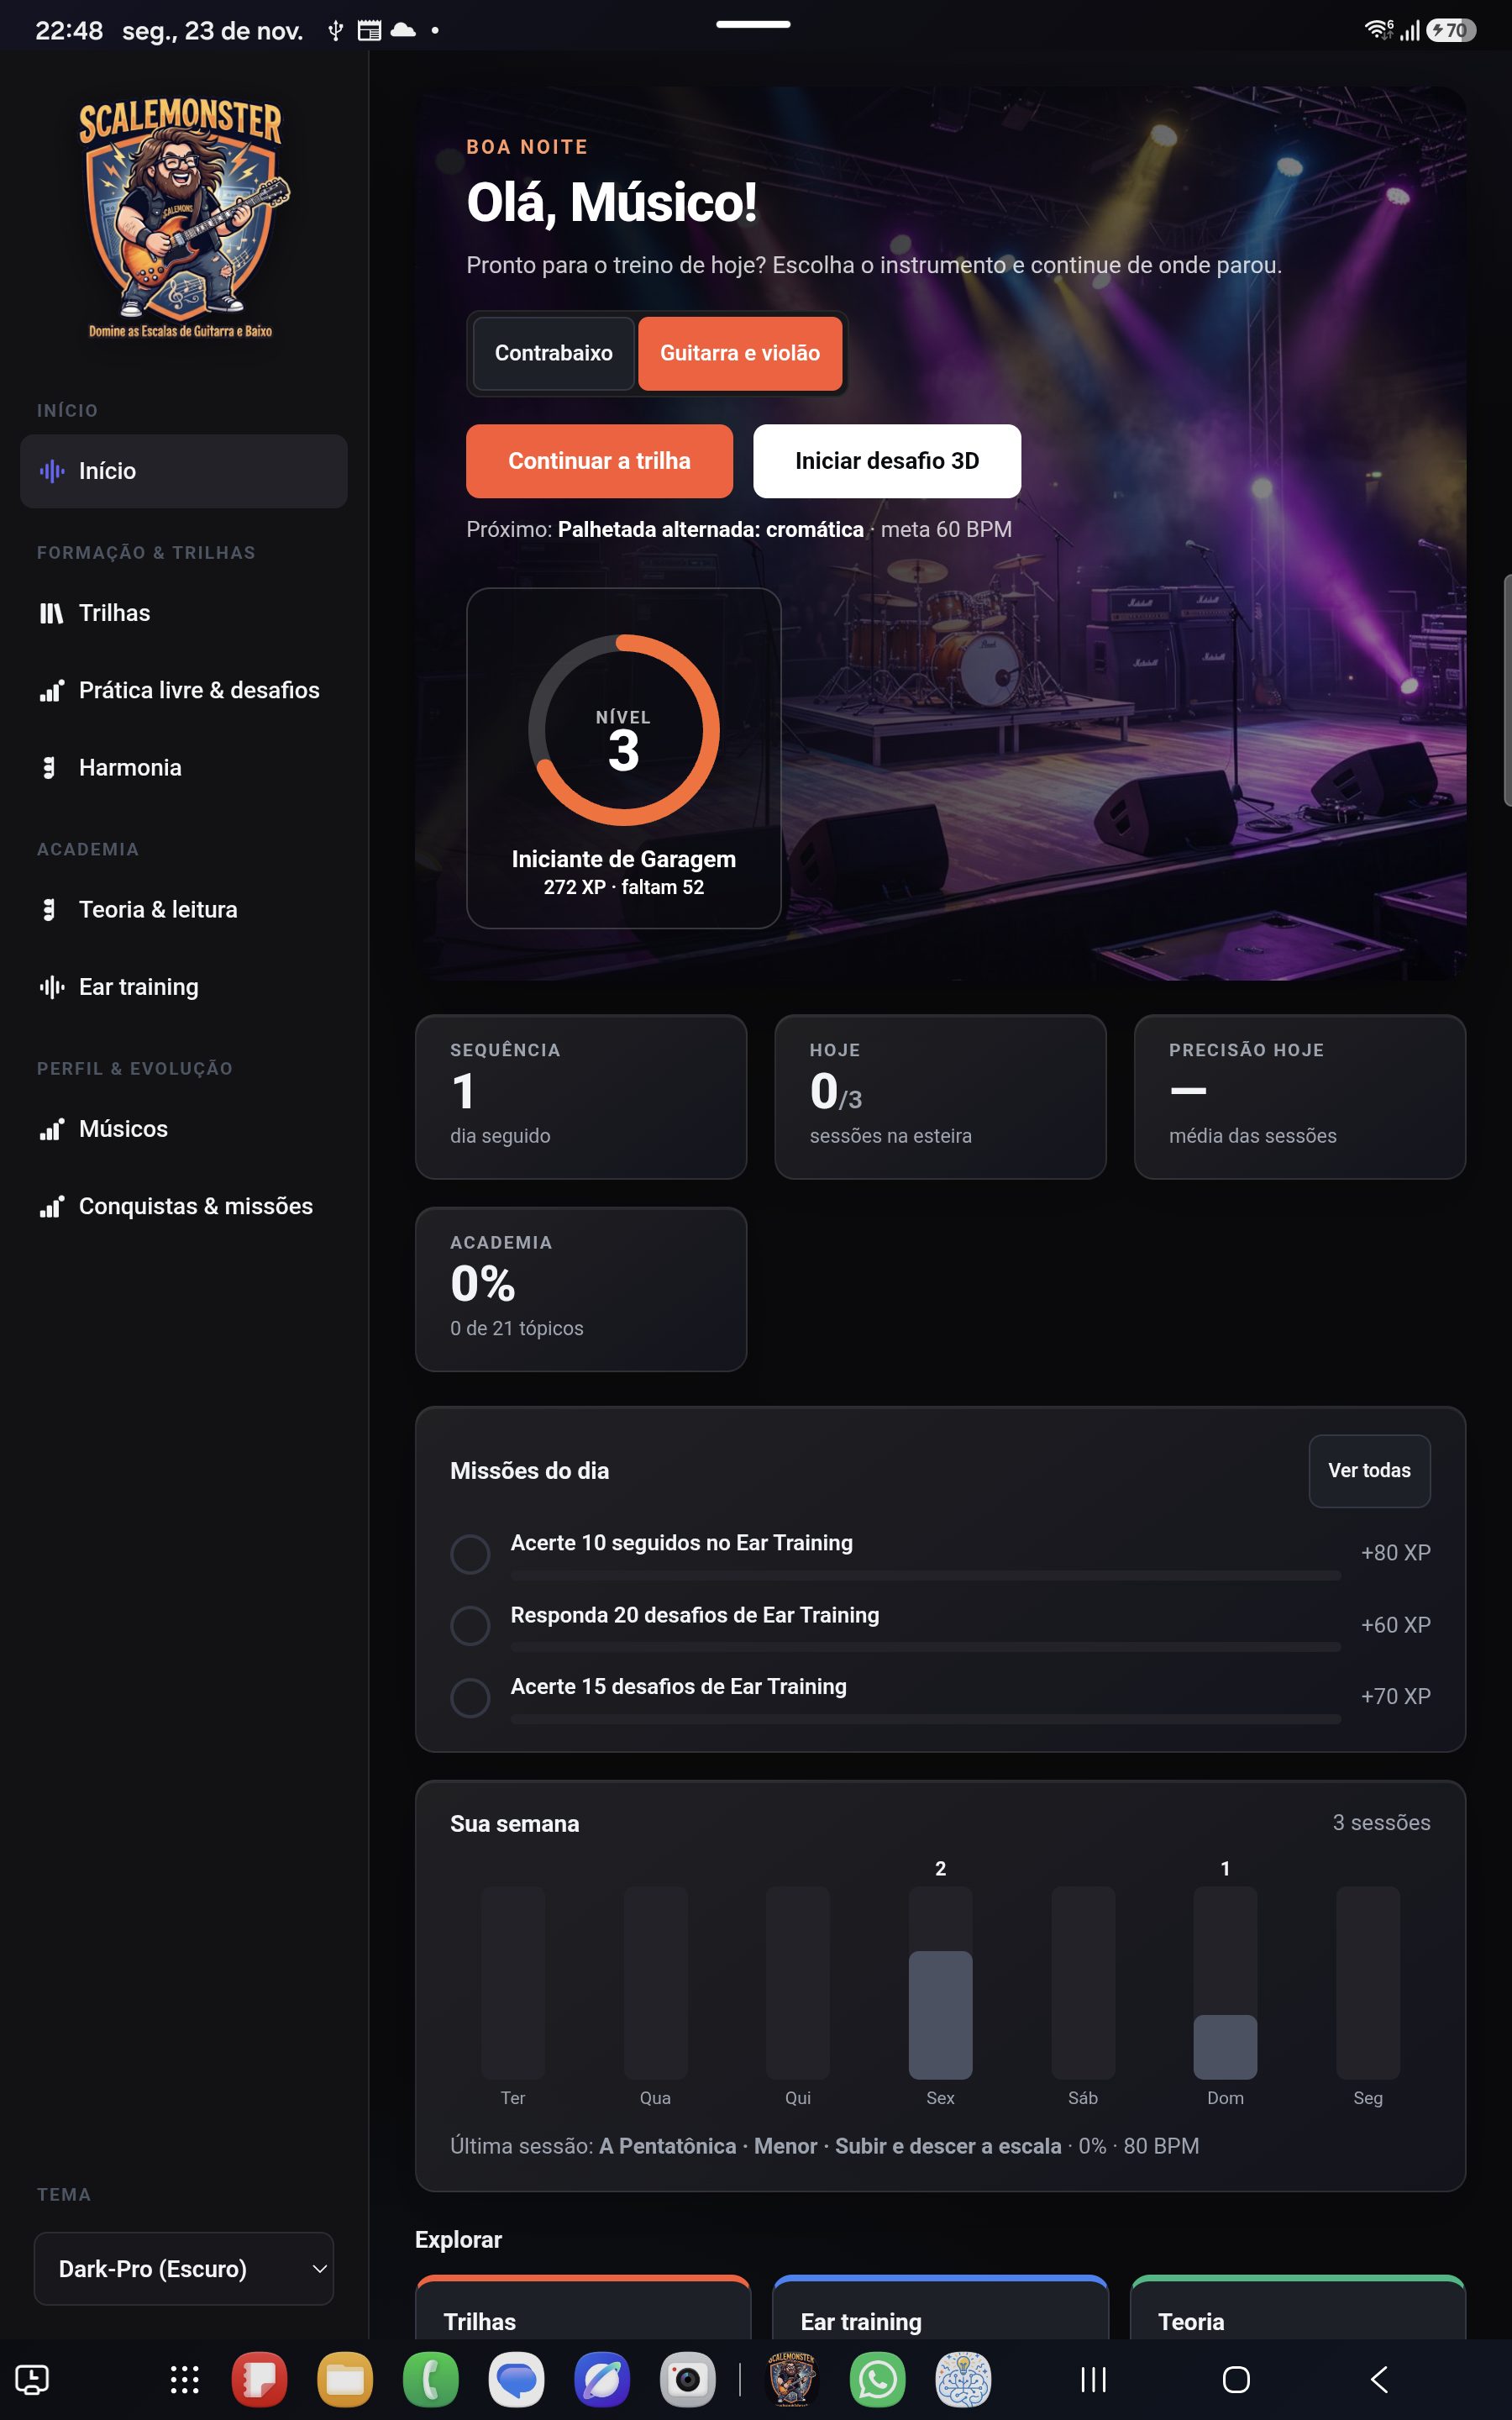 22:48 seg., 23 de nov.
6
70
SCALEMONSTER
SCALEMONS
Domine as Escalas de Guitarra e Baixo
INÍCIO
Início
FORMAÇÃO & TRILHAS
Trilhas
Prática livre & desafios
Harmonia
ACADEMIA
Teoria & leitura
Ear training
PERFIL & EVOLUÇÃO
Músicos
Conquistas & missões
TEMA
Dark-Pro (Escuro)
BOA NOITE
Olá, Músico!
Pronto para o treino de hoje? Escolha o instrumento e continue de onde parou.
Contrabaixo
Guitarra e violão
Continuar a trilha
Iniciar desafio 3D
Próximo: Palhetada alternada: cromática · meta 60 BPM
Marshall
Marshall
Marshall
Pearl
NÍVEL
3
Iniciante de Garagem
272 XP · faltam 52
SEQUÊNCIA
1
dia seguido
HOJE
0/3
sessões na esteira
PRECISÃO HOJE
—
média das sessões
ACADEMIA
0%
0 de 21 tópicos
Missões do dia
Ver todas
Acerte 10 seguidos no Ear Training
+80 XP
Responda 20 desafios de Ear Training
+60 XP
Acerte 15 desafios de Ear Training
+70 XP
Sua semana
3 sessões
2
1
Ter
Qua
Qui
Sex
Sáb
Dom
Seg
Última sessão: A Pentatônica · Menor · Subir e descer a escala · 0% · 80 BPM
Explorar
Trilhas
Ear training
Teoria